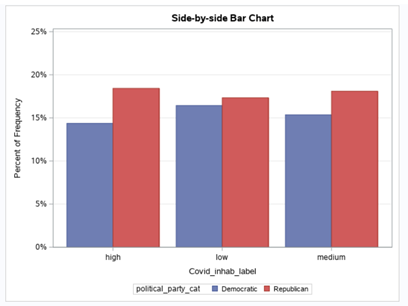 Side-by-side Bar Chart
25%
20%
15%
10%
5%
0%
Percent of Frequency
high
low
medium
Covid_inhab_label
political_party_cat Democratic Republican